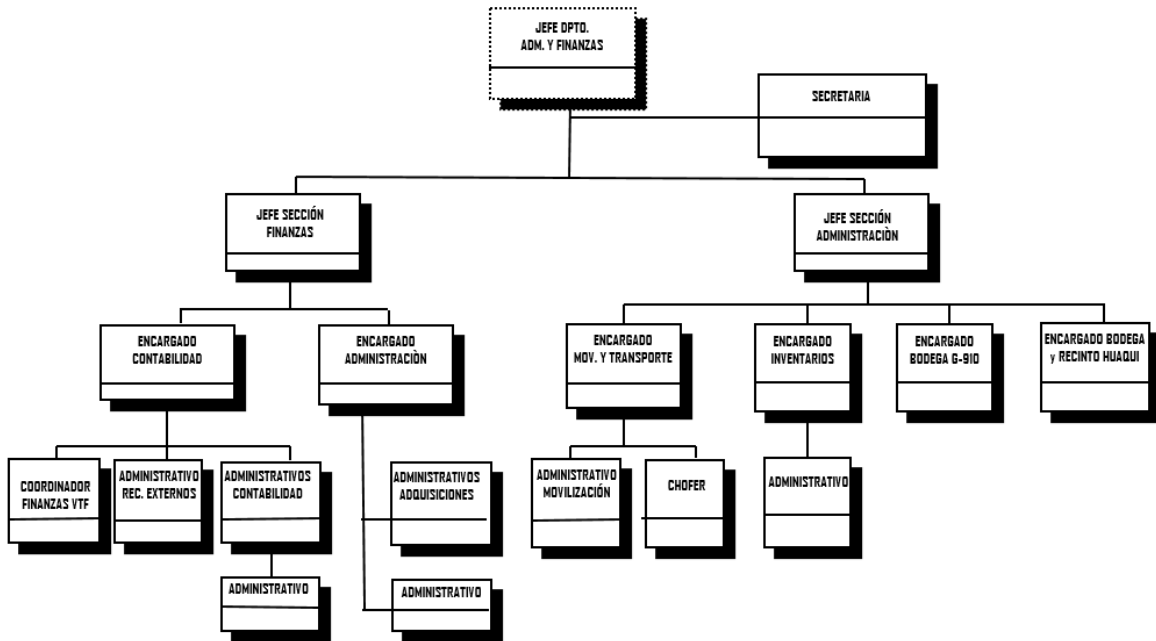 JEFE DPTO.
ADM. Y FINANZAS
SECRETARIA
JEFE SECCIÓN
FINANZAS
JEFE SECCIÓN
ADMINISTRACIÒN
ENCARGADO
CONTABILIDAD
ENCARGADO
ADMINISTRACIÒN
ENCARGADO
MOV. Y TRANSPORTE
ENCARGADO
INVENTARIOS
ENCARGADO
BODEGA G-910
ENCARGADO BODEGA
y RECINTO HUAQUI
COORDINADOR
FINANZAS VTF
ADMINISTRATIVO
REC. EXTERNOS
ADMINISTRATIVOS
CONTABILIDAD
ADMINISTRATIVOS
ADQUISICIONES
ADMINISTRATIVO
MOVILIZACIÓN
CHOFER
ADMINISTRATIVO
ADMINISTRATIVO
ADMINISTRATIVO